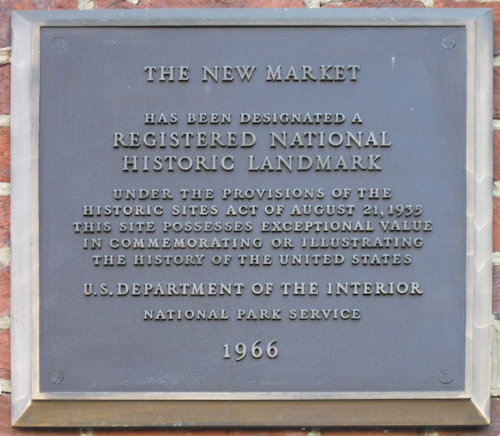 THE NEW MARKET
HAS BEEN DESIGNATED A
REGISTERED NATIONAL
HISTORIC LANDMARK
UNDER THE PROVISIONS OF THE
HISTORIC SITES ACT OF AUGUST 21, 1935
THIS SITE POSSESSES EXCEPTIONAL VALUE
IN COMMEMORATING OR ILLUSTRATING
THE HISTORY OF THE UNITED STATES
U.S. DEPARTMENT OF THE INTERIOR
NATIONAL PARK SERVICE
1966